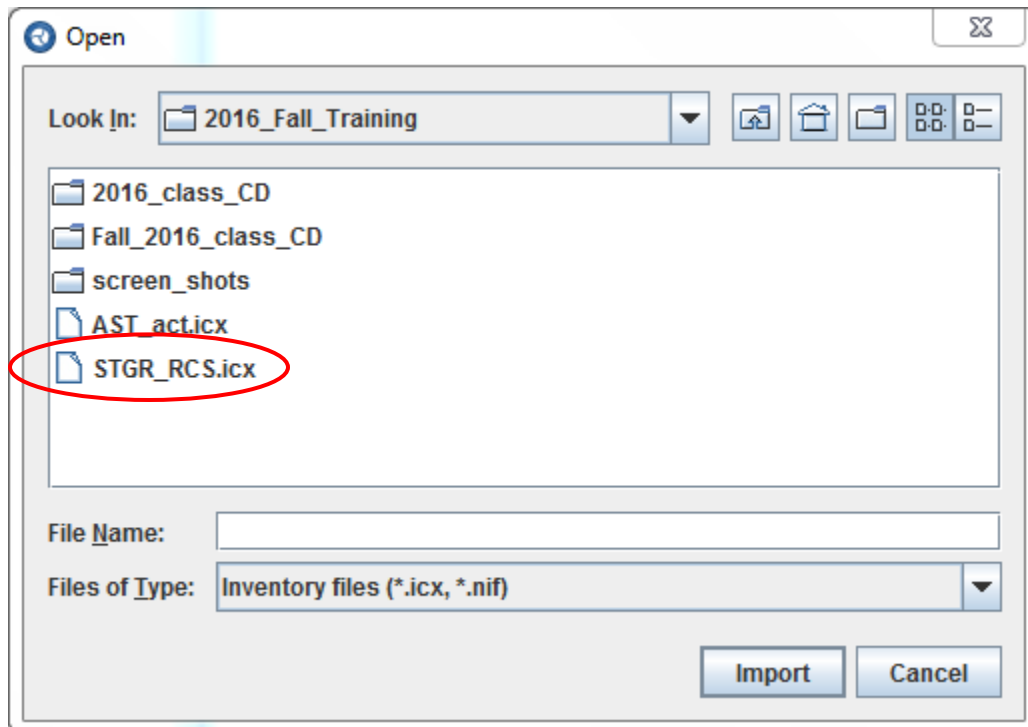 Open
Look In: 2016_Fall_Training
2016_class_CD
Fall_2016_class_CD
screen_shots
AST_act.icx
STGR_RCS.icx
File Name:
Files of Type: Inventory files (*.icx, *.nif)
Import Cancel